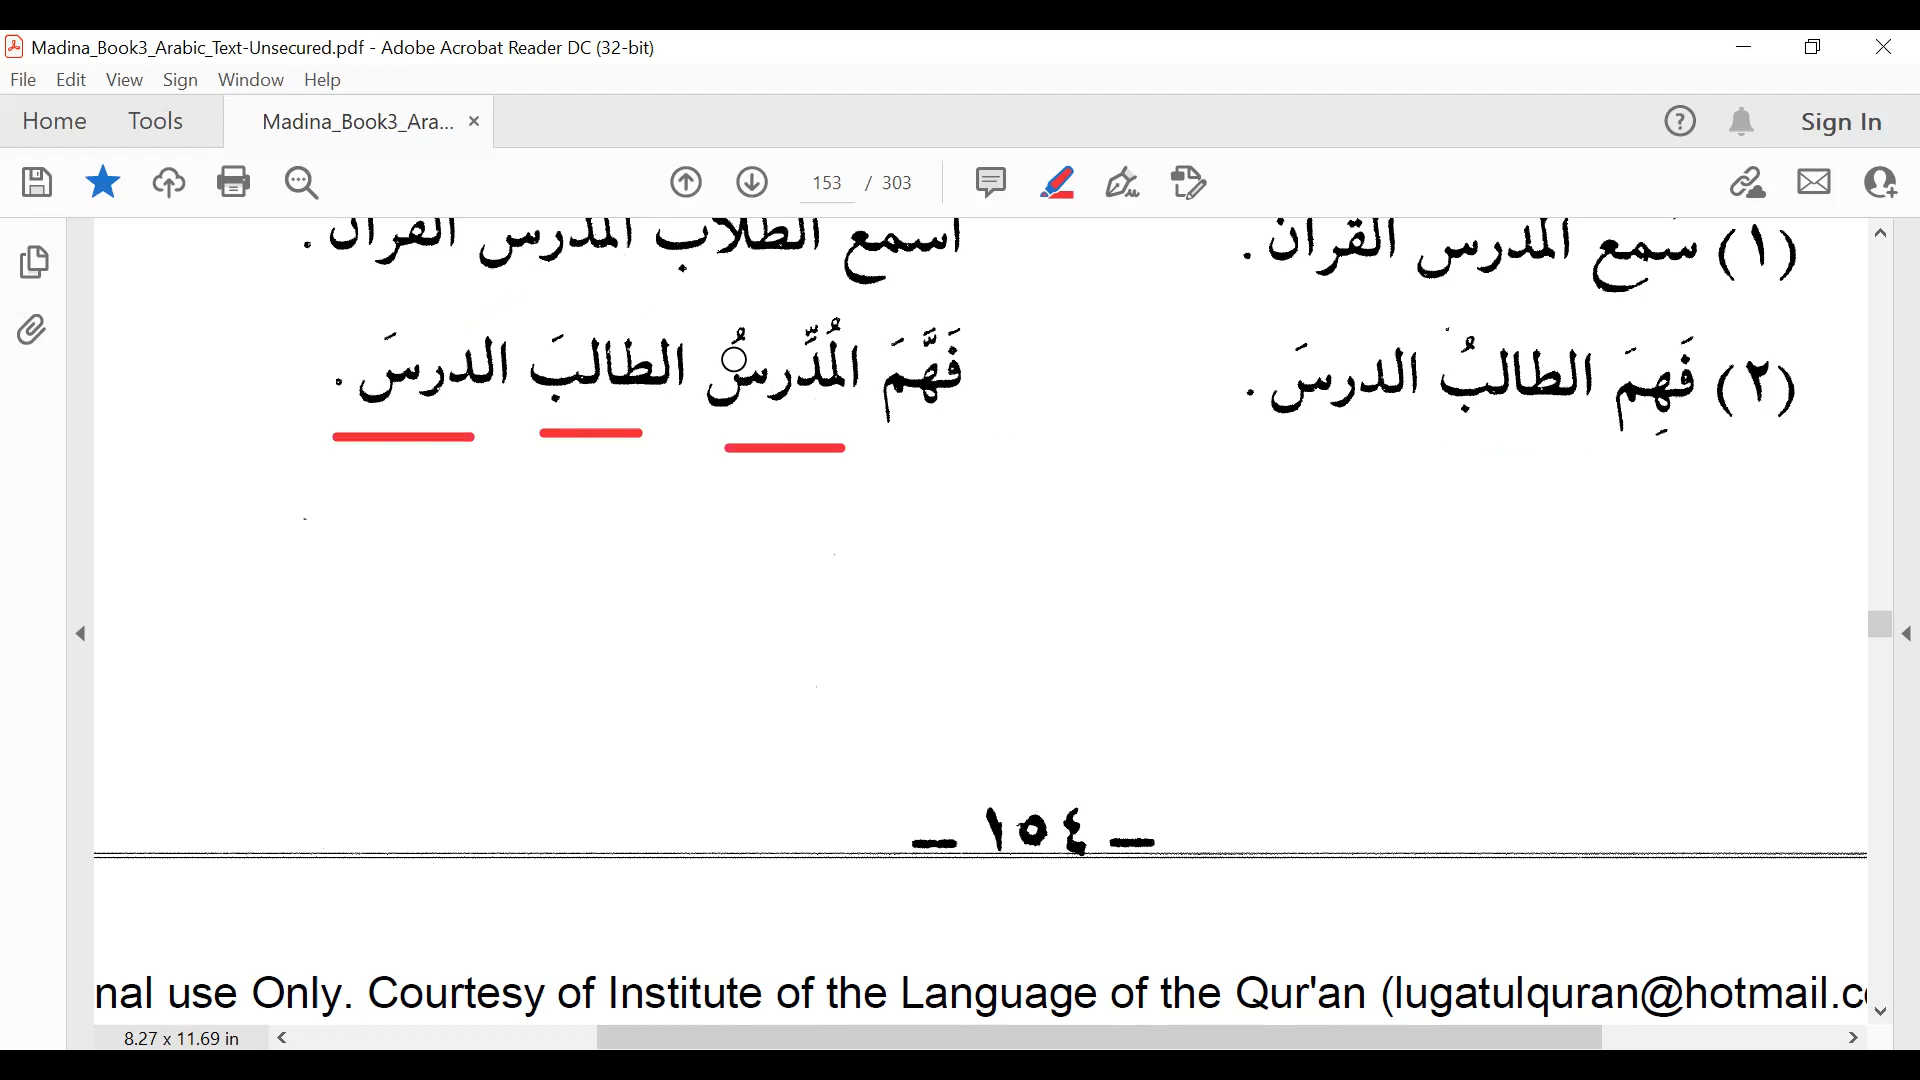 Madina_Book3_Arabic_Text-Unsecured.pdf - Adobe Acrobat Reader DC (32-bit)
File Edit View Sign Window Help
Home Tools Madina_Book3_Ara... × Sign In
153 / 303
(١) سَمِع المدرس القرآن . اسمع الطلاب المدرس القرآن .
(٢) فَهِمَ الطالبُ الدرسَ . فَهَّمَ المُدِّرسُ الطالبَ الدرسَ .
– ١٥٤ –
nal use Only. Courtesy of Institute of the Language of the Qur'an (lugatulquran@hotmail.c
8.27 x 11.69 in